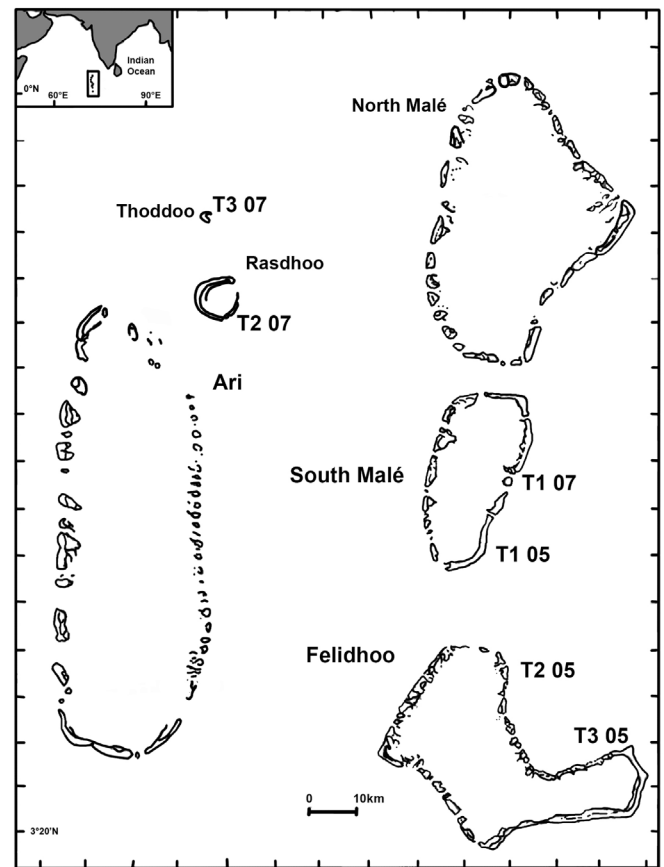 Indian
Ocean
0°N
60°E
90°E
North Malé
Thoddoo
T3 07
Rasdhoo
T2 07
Ari
South Malé
T1 07
T1 05
Felidhoo
T2 05
T3 05
0
10km
3°20'N